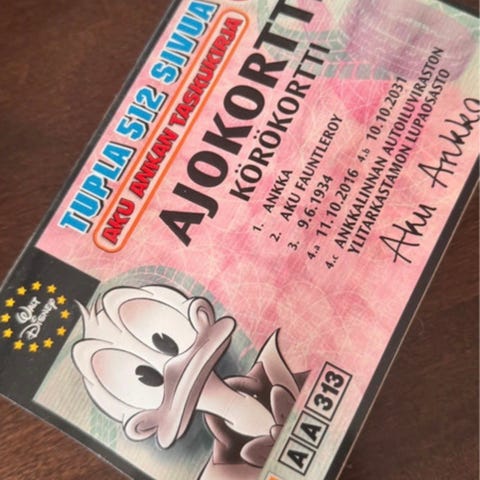 TUPLA 512 SIVUA
AKU ANKAN TASKUKIRJA
AJOKORTTI
KÖRÖKORTTI
1. ANKKA
2. AKU FAUNTLEROY
3. 9.6.1934
4.a 11.10.2016 4.b 10.10.2031
4.c ANKKALINNAN AUTOILUVIRASTON
YLITARKASTAMON LUPAOSASTO
Aku Ankka
WALT DISNEY
A A 313